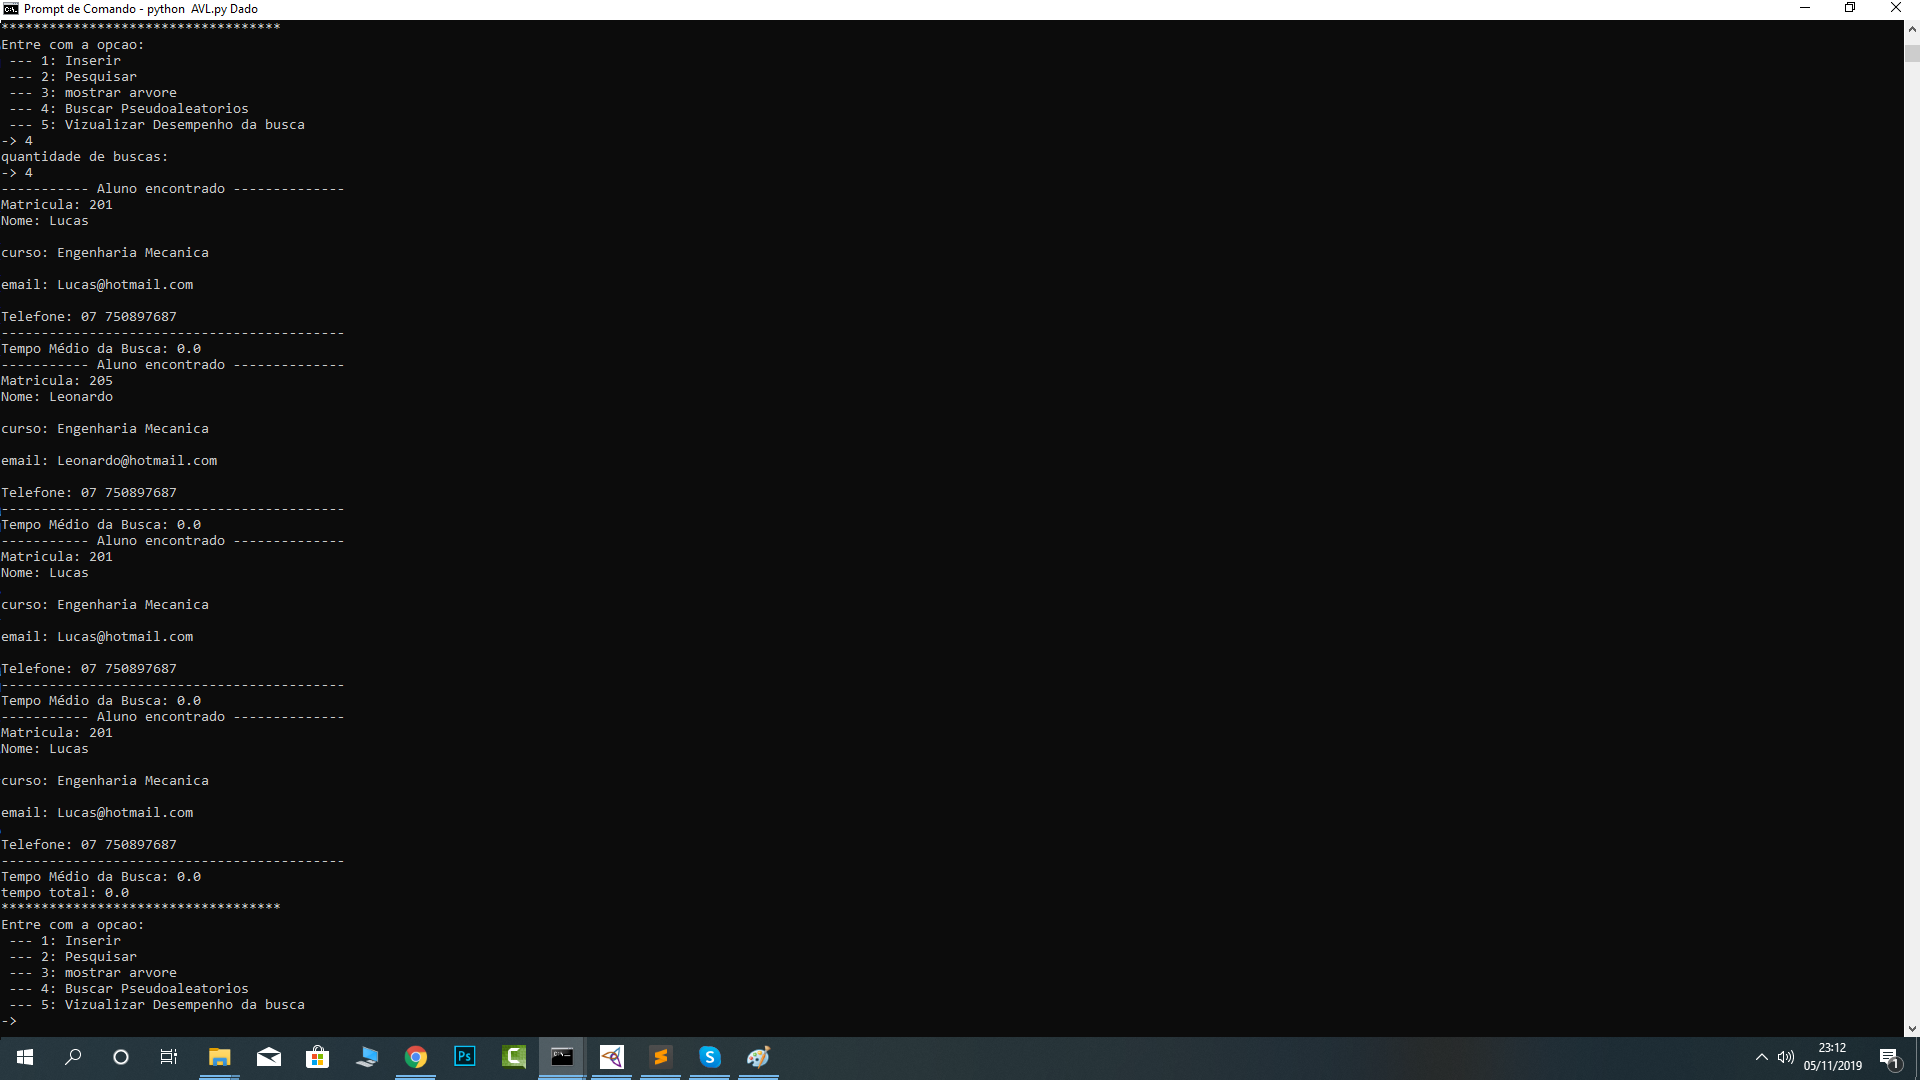 Prompt de Comando - python  AVL.py Dado
***********************************
Entre com a opcao:
 --- 1: Inserir
 --- 2: Pesquisar
 --- 3: mostrar arvore
 --- 4: Buscar Pseudoaleatorios
 --- 5: Vizualizar Desempenho da busca
-> 4
quantidade de buscas:
-> 4
----------- Aluno encontrado --------------
Matricula: 201
Nome: Lucas
curso: Engenharia Mecanica
email: Lucas@hotmail.com
Telefone: 07 750897687
-------------------------------------------
Tempo Médio da Busca: 0.0
----------- Aluno encontrado --------------
Matricula: 205
Nome: Leonardo
curso: Engenharia Mecanica
email: Leonardo@hotmail.com
Telefone: 07 750897687
-------------------------------------------
Tempo Médio da Busca: 0.0
----------- Aluno encontrado --------------
Matricula: 201
Nome: Lucas
curso: Engenharia Mecanica
email: Lucas@hotmail.com
Telefone: 07 750897687
-------------------------------------------
Tempo Médio da Busca: 0.0
----------- Aluno encontrado --------------
Matricula: 201
Nome: Lucas
curso: Engenharia Mecanica
email: Lucas@hotmail.com
Telefone: 07 750897687
-------------------------------------------
Tempo Médio da Busca: 0.0
tempo total: 0.0
***********************************
Entre com a opcao:
 --- 1: Inserir
 --- 2: Pesquisar
 --- 3: mostrar arvore
 --- 4: Buscar Pseudoaleatorios
 --- 5: Vizualizar Desempenho da busca
->
Ps
23:12
05/11/2019
1